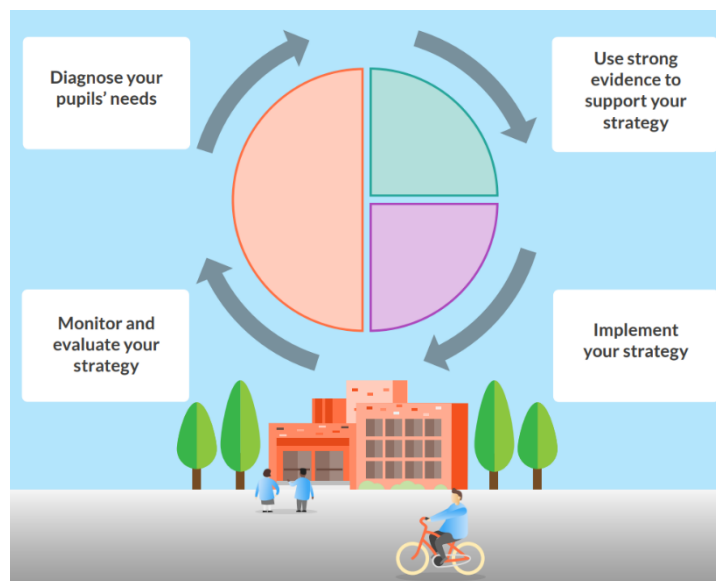 Diagnose your
pupils' needs
Use strong
evidence to
support your
strategy
Monitor and
evaluate your
strategy
Implement
your strategy